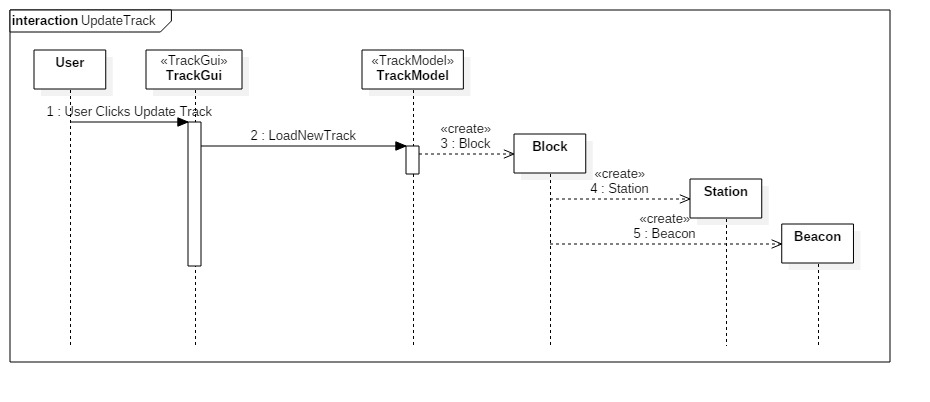 interaction UpdateTrack
User
«TrackGui»
TrackGui
«TrackModel»
TrackModel
1 : User Clicks Update Track
2 : LoadNewTrack
«create»
3 : Block
Block
«create»
4 : Station
Station
«create»
5 : Beacon
Beacon